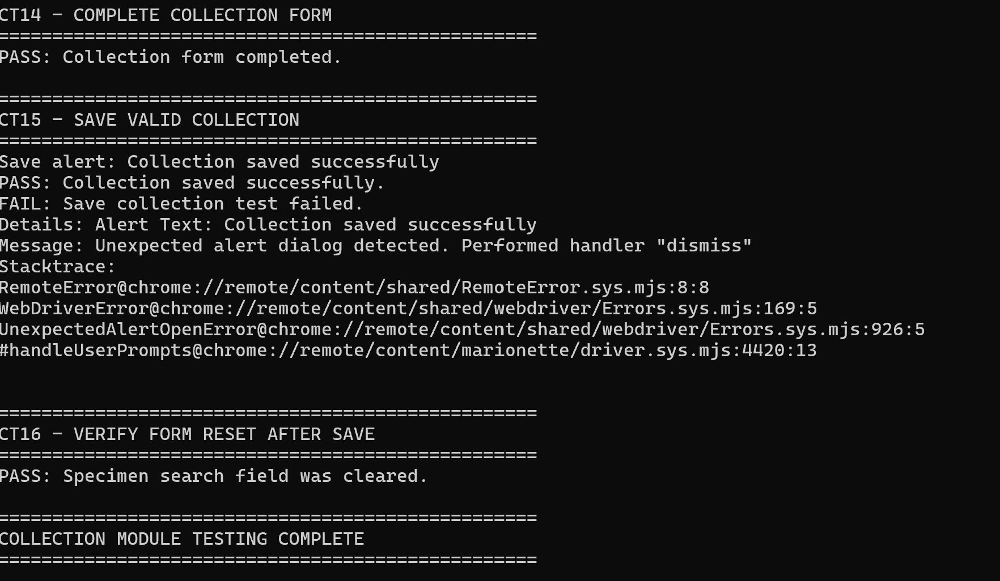 CT14 - COMPLETE COLLECTION FORM
==================================================
PASS: Collection form completed.
==================================================
CT15 - SAVE VALID COLLECTION
==================================================
Save alert: Collection saved successfully
PASS: Collection saved successfully.
FAIL: Save collection test failed.
Details: Alert Text: Collection saved successfully
Message: Unexpected alert dialog detected. Performed handler "dismiss"
Stacktrace:
RemoteError@chrome://remote/content/shared/RemoteError.sys.mjs:8:8
WebDriverError@chrome://remote/content/shared/webdriver/Errors.sys.mjs:169:5
UnexpectedAlertOpenError@chrome://remote/content/shared/webdriver/Errors.sys.mjs:926:5
#handleUserPrompts@chrome://remote/content/marionette/driver.sys.mjs:4420:13
==================================================
CT16 - VERIFY FORM RESET AFTER SAVE
==================================================
PASS: Specimen search field was cleared.
==================================================
COLLECTION MODULE TESTING COMPLETE
==================================================